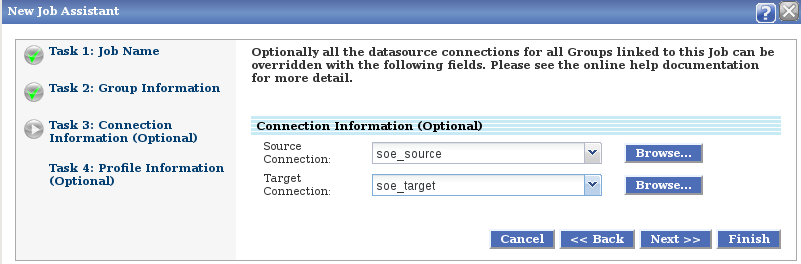 New Job Assistant
Task 1: Job Name
Task 2: Group Information
Task 3: Connection
Information (Optional)
Task 4: Profile Information
(Optional)
Optionally all the datasource connections for all Groups linked to this Job can be
overridden with the following fields. Please see the online help documentation
for more detail.
Connection Information (Optional)
Source
Connection:
soe_source
Browse...
Target
Connection:
soe_target
Browse...
Cancel
<< Back
Next >>
Finish